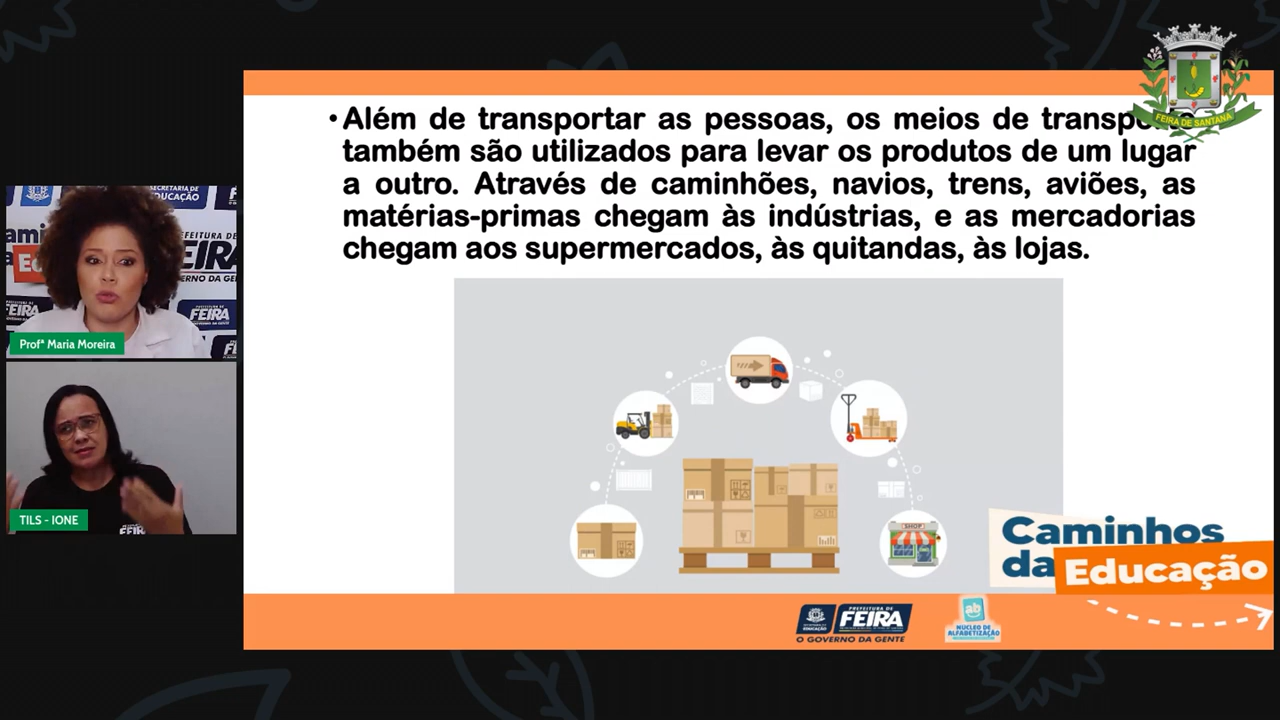 • Além de transportar as pessoas, os meios de transporte
também são utilizados para levar os produtos de um lugar
a outro. Através de caminhões, navios, trens, aviões, as
matérias-primas chegam às indústrias, e as mercadorias
chegam aos supermercados, às quitandas, às lojas.
FEIRA DE SANTANA
SECRETARIA DE
EDUCAÇÃO
FEIRA
Profª Maria Moreira
TILS - IONE
FEIRA
SHOP
Caminhos
da Educação
EDUCAÇÃO
PREFEITURA DE
FEIRA
O GOVERNO DA GENTE
ab
NÚCLEO DE
ALFABETIZAÇÃO